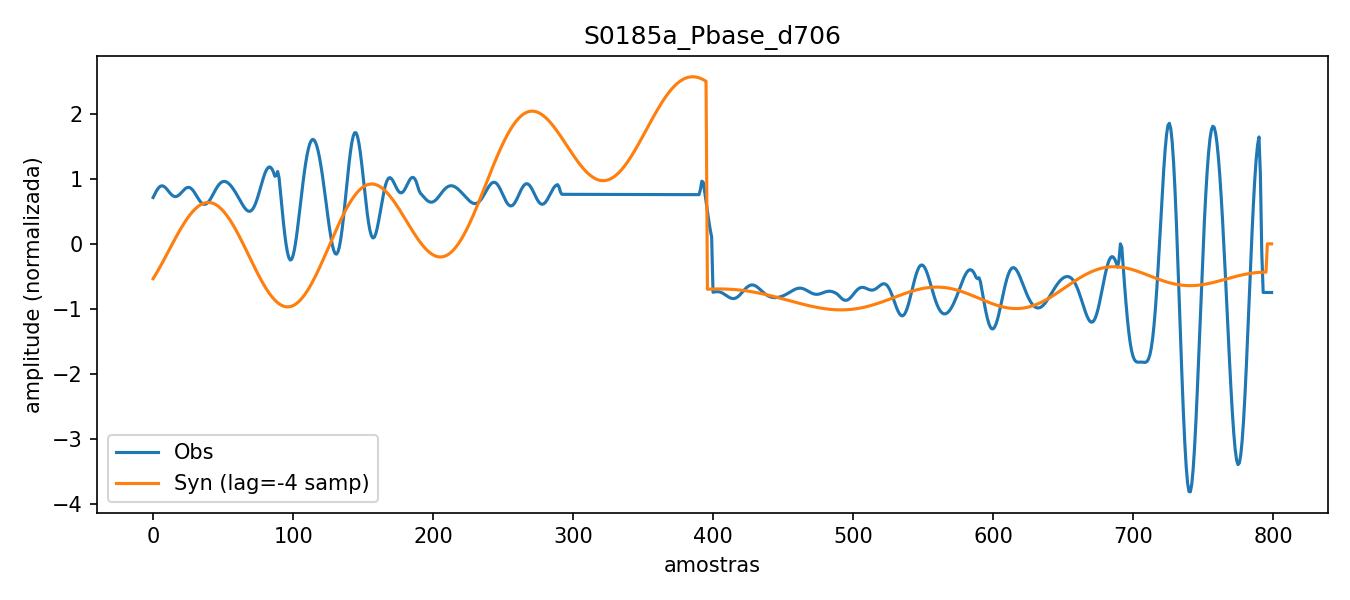 S0185a_Pbase_d706
amplitude (normalizada)
2
1
0
−1
−2
−3
−4
Obs
Syn (lag=-4 samp)
0 100 200 300 400 500 600 700 800
amostras